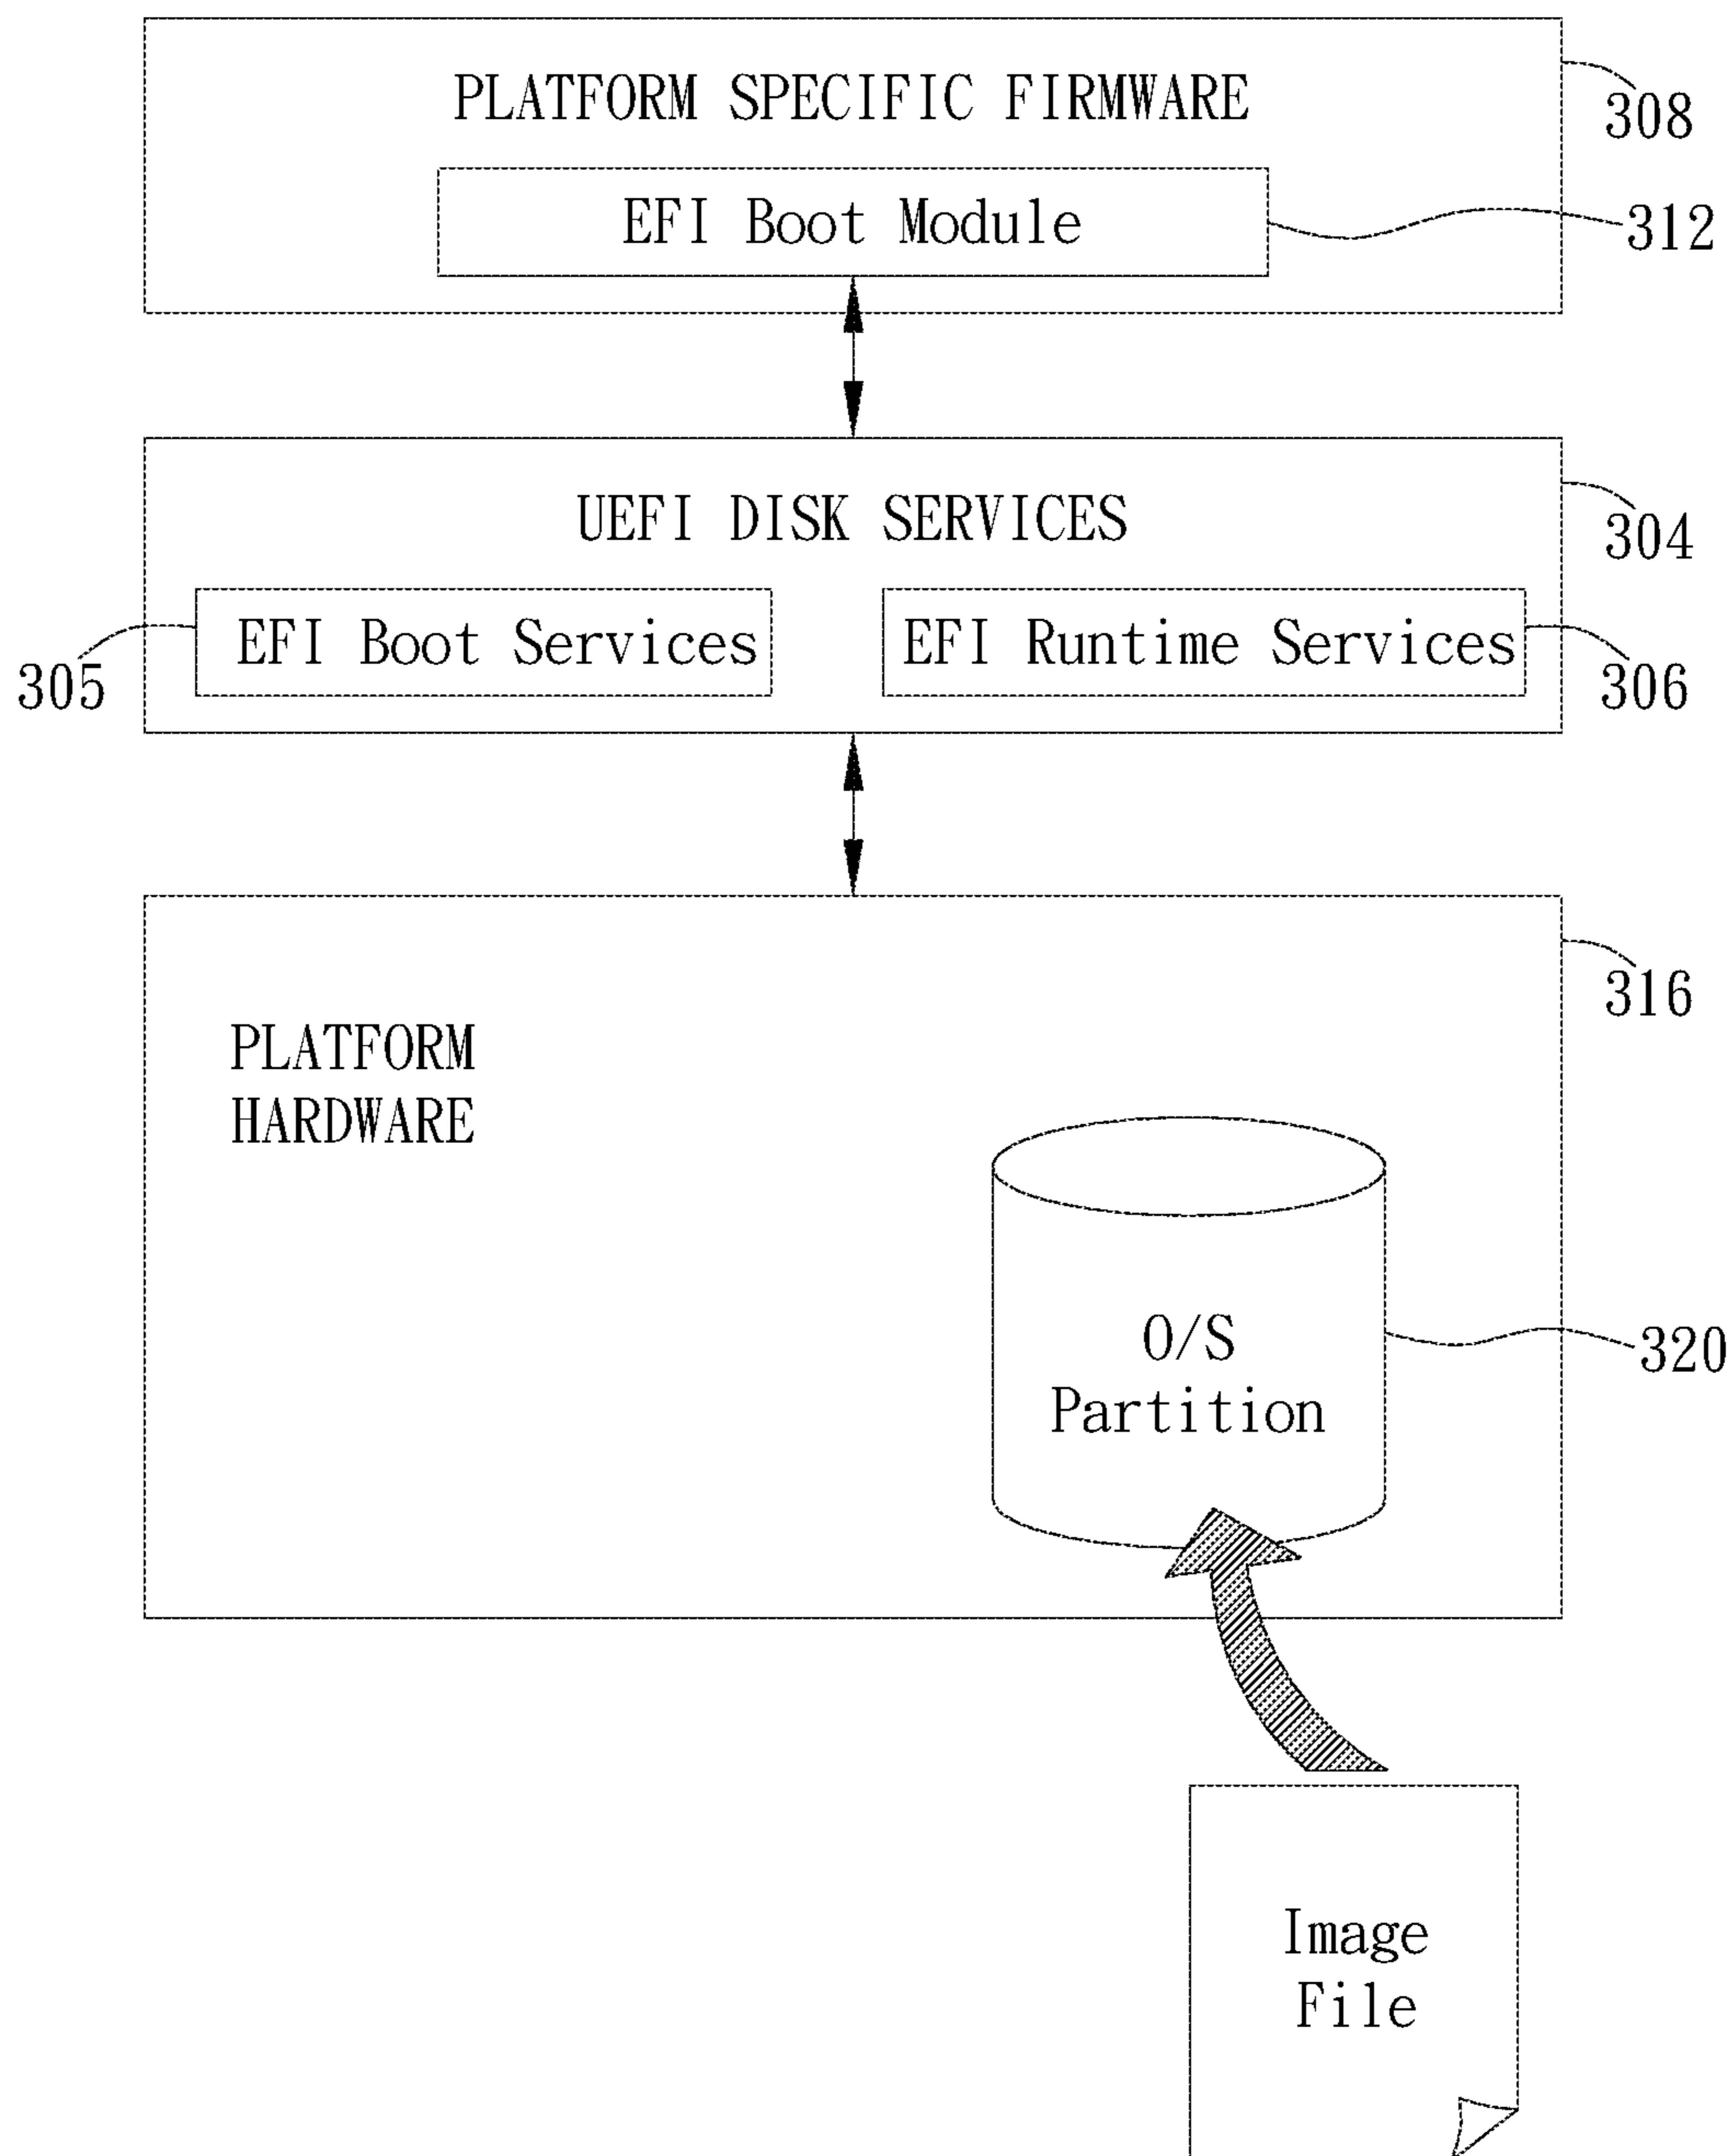 PLATFORM SPECIFIC FIRMWARE
308
EFI Boot Module
312
UEFI DISK SERVICES
304
EFI Boot Services
EFI Runtime Services
305
306
316
PLATFORM
HARDWARE
O/S
Partition
320
Image
File